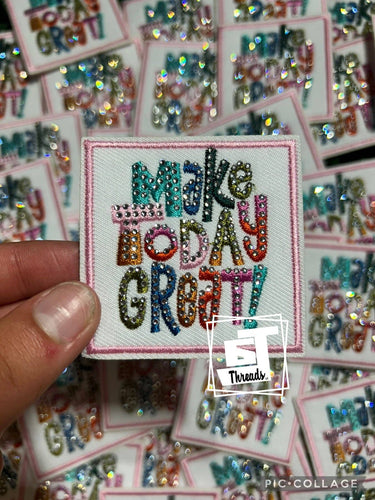 Make
TODAY
Great!
ST
Threads
PIC•COLLAGE